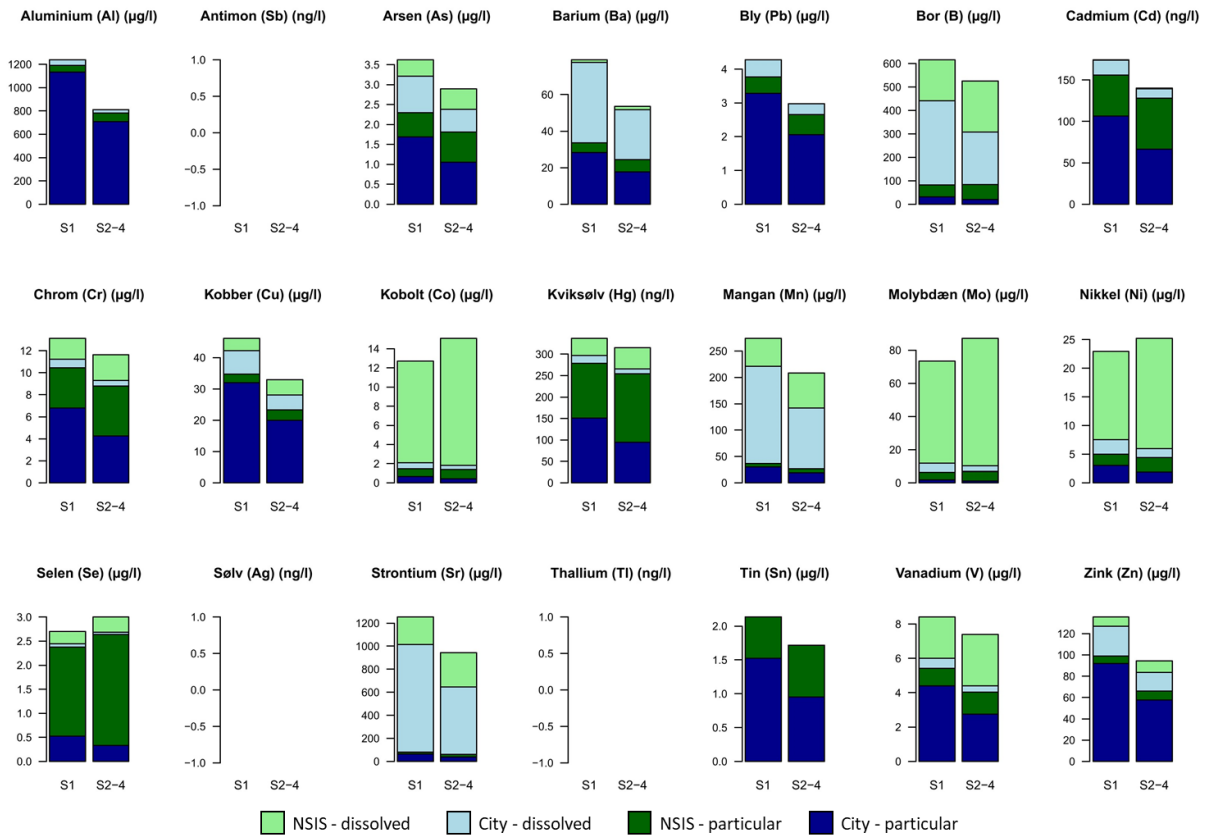 Aluminium (Al) (µg/l)
Antimon (Sb) (ng/l)
Arsen (As) (µg/l)
Barium (Ba) (µg/l)
Bly (Pb) (µg/l)
Bor (B) (µg/l)
Cadmium (Cd) (ng/l)
1200
1000
800
600
400
200
0
S1 S2−4
1.0
0.5
0.0
−0.5
−1.0
S1 S2−4
3.5
3.0
2.5
2.0
1.5
1.0
0.5
0.0
S1 S2−4
60
40
20
0
S1 S2−4
4
3
2
1
0
S1 S2−4
600
500
400
300
200
100
0
S1 S2−4
150
100
50
0
S1 S2−4
Chrom (Cr) (µg/l)
Kobber (Cu) (µg/l)
Kobolt (Co) (µg/l)
Kviksølv (Hg) (ng/l)
Mangan (Mn) (µg/l)
Molybdæn (Mo) (µg/l)
Nikkel (Ni) (µg/l)
12
10
8
6
4
2
0
S1 S2−4
40
30
20
10
0
S1 S2−4
14
12
10
8
6
4
2
0
S1 S2−4
300
250
200
150
100
50
0
S1 S2−4
250
200
150
100
50
0
S1 S2−4
80
60
40
20
0
S1 S2−4
25
20
15
10
5
0
S1 S2−4
Selen (Se) (µg/l)
Sølv (Ag) (ng/l)
Strontium (Sr) (µg/l)
Thallium (Tl) (ng/l)
Tin (Sn) (µg/l)
Vanadium (V) (µg/l)
Zink (Zn) (µg/l)
3.0
2.5
2.0
1.5
1.0
0.5
0.0
S1 S2−4
1.0
0.5
0.0
−0.5
−1.0
S1 S2−4
1200
1000
800
600
400
200
0
S1 S2−4
1.0
0.5
0.0
−0.5
−1.0
S1 S2−4
2.0
1.5
1.0
0.5
0.0
S1 S2−4
8
6
4
2
0
S1 S2−4
120
100
80
60
40
20
0
S1 S2−4
NSIS - dissolved City - dissolved NSIS - particular City - particular